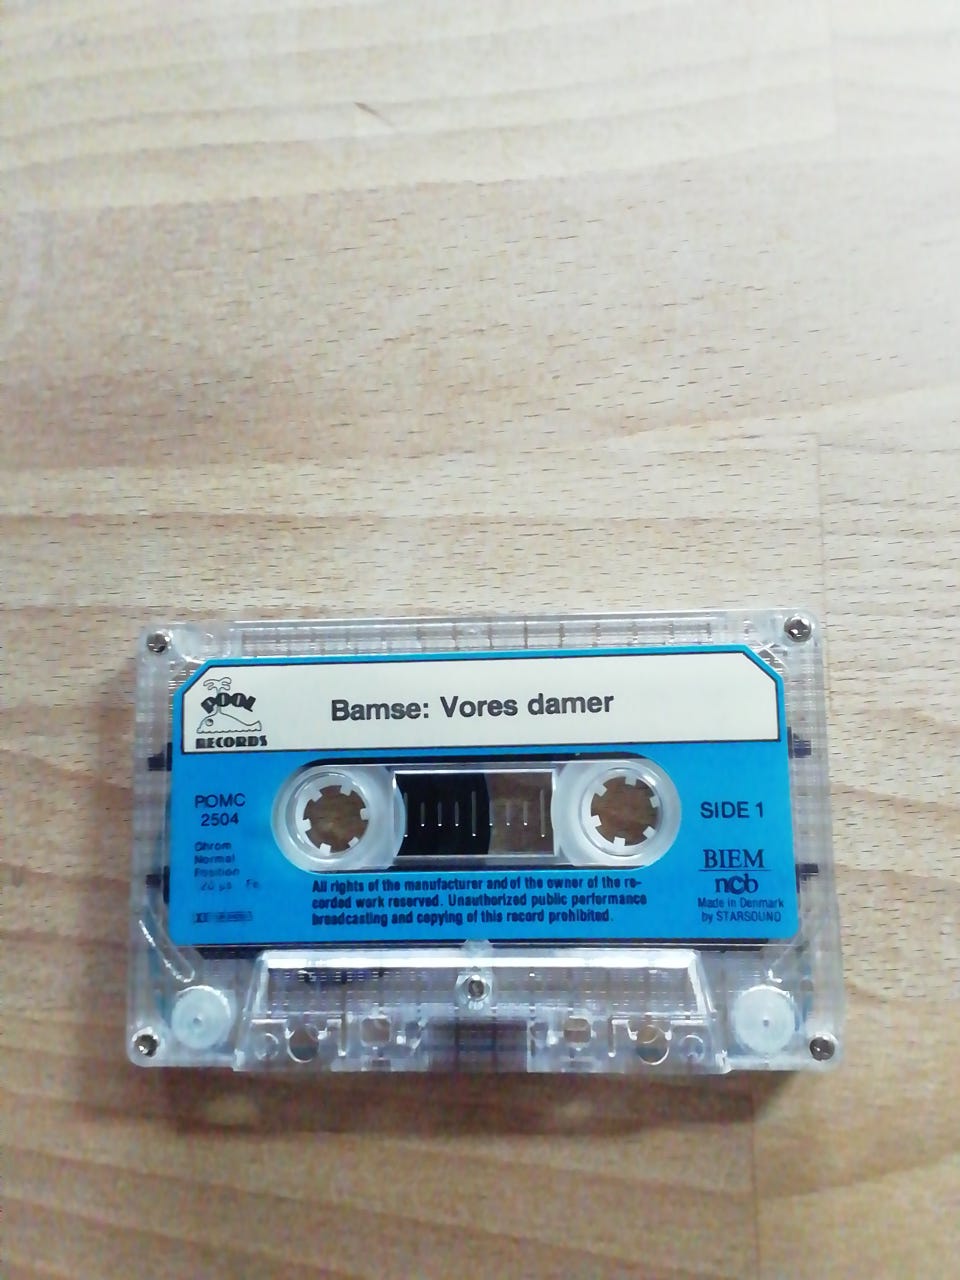 POOL
RECORDS
Bamse: Vores damer
POMC
2504
Chrom
Normal
Position
SIDE 1
BIEM
ncb
Made in Denmark
by STARSOUND
All rights of the manufacturer and of the owner of the re-
corded work reserved. Unauthorized public performance
broadcasting and copying of this record prohibited.